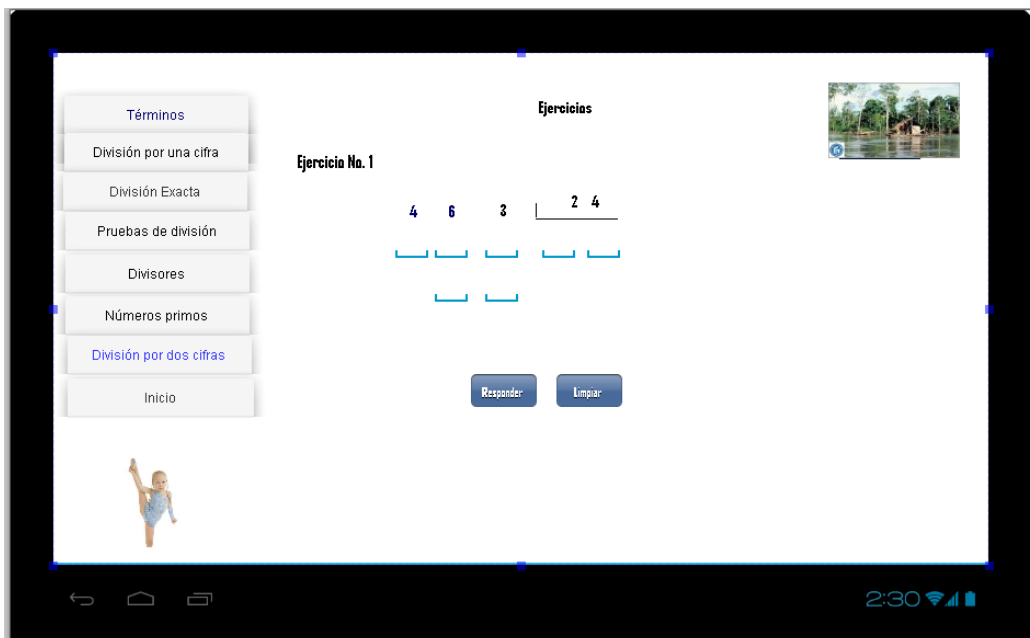 Ejercicios
Términos
División por una cifra
División Exacta
Pruebas de división
Divisores
Números primos
División por dos cifras
Inicio
Ejercicio No. 1
4 6 3 2 4
Responder Limpiar
2:30